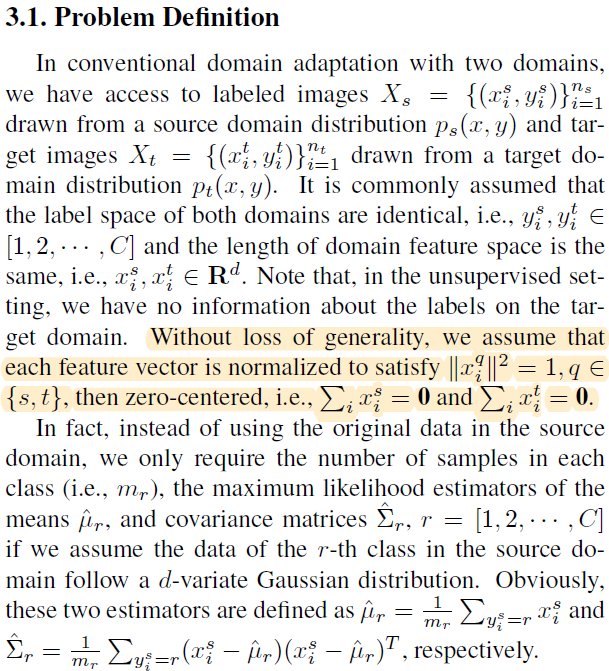 3.1. Problem Definition
In conventional domain adaptation with two domains,
we have access to labeled images $X_s = \{(x_i^s, y_i^s)\}_{i=1}^{n_s}$
drawn from a source domain distribution $p_s(x, y)$ and tar-
get images $X_t = \{(x_i^t, y_i^t)\}_{i=1}^{n_t}$ drawn from a target do-
main distribution $p_t(x, y)$. It is commonly assumed that
the label space of both domains are identical, i.e., $y_i^s, y_i^t \in$
$[1, 2, \cdots, C]$ and the length of domain feature space is the
same, i.e., $x_i^s, x_i^t \in \mathbf{R}^d$. Note that, in the unsupervised set-
ting, we have no information about the labels on the tar-
get domain. Without loss of generality, we assume that
each feature vector is normalized to satisfy $\|x_i^q\|^2 = 1, q \in$
$\{s, t\}$, then zero-centered, i.e., $\sum_i x_i^s = \mathbf{0}$ and $\sum_i x_i^t = \mathbf{0}$.
In fact, instead of using the original data in the source
domain, we only require the number of samples in each
class (i.e., $m_r$), the maximum likelihood estimators of the
means $\hat{\mu}_r$, and covariance matrices $\hat{\Sigma}_r$, $r = [1, 2, \cdots, C]$
if we assume the data of the $r$-th class in the source do-
main follow a $d$-variate Gaussian distribution. Obviously,
these two estimators are defined as $\hat{\mu}_r = \frac{1}{m_r} \sum_{y_i^s=r} x_i^s$ and
$\hat{\Sigma}_r = \frac{1}{m_r} \sum_{y_i^s=r} (x_i^s - \hat{\mu}_r)(x_i^s - \hat{\mu}_r)^T$, respectively.